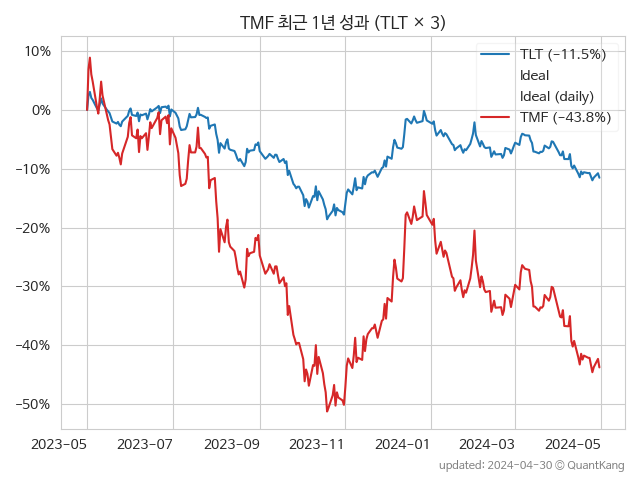 TMF 최근 1년 성과 (TLT × 3)
10%
0%
−10%
−20%
−30%
−40%
−50%
TLT (−11.5%)
Ideal
Ideal (daily)
TMF (−43.8%)
2023-05 2023-07 2023-09 2023-11 2024-01 2024-03 2024-05
updated: 2024-04-30 © QuantKang